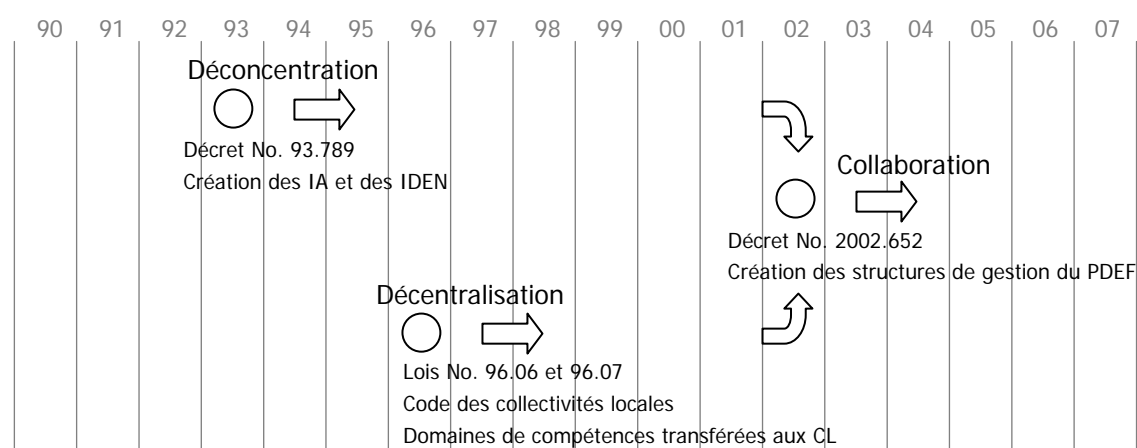 90 91 92 93 94 95 96 97 98 99 00 01 02 03 04 05 06 07
Déconcentration
Décret No. 93.789
Création des IA et des IDEN
Collaboration
Décret No. 2002.652
Création des structures de gestion du PDEF
Décentralisation
Lois No. 96.06 et 96.07
Code des collectivités locales
Domaines de compétences transférées aux CL